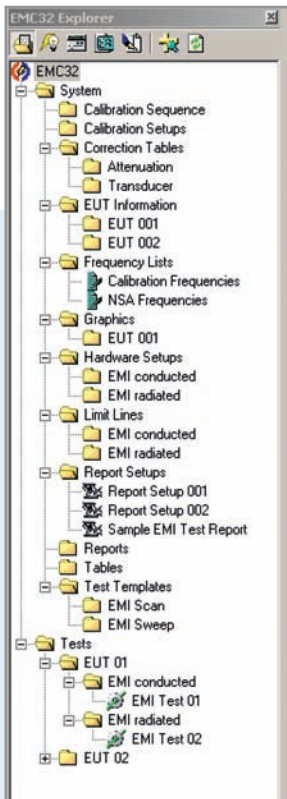 EMC32 Explorer
EMC32
System
Calibration Sequence
Calibration Setups
Correction Tables
Attenuation
Transducer
EUT Information
EUT 001
EUT 002
Frequency Lists
Calibration Frequencies
NSA Frequencies
Graphics
EUT 001
Hardware Setups
EMI conducted
EMI radiated
Limit Lines
EMI conducted
EMI radiated
Report Setups
Report Setup 001
Report Setup 002
Sample EMI Test Report
Reports
Tables
Test Templates
EMI Scan
EMI Sweep
Tests
EUT 01
EMI conducted
EMI Test 01
EMI radiated
EMI Test 02
EUT 02